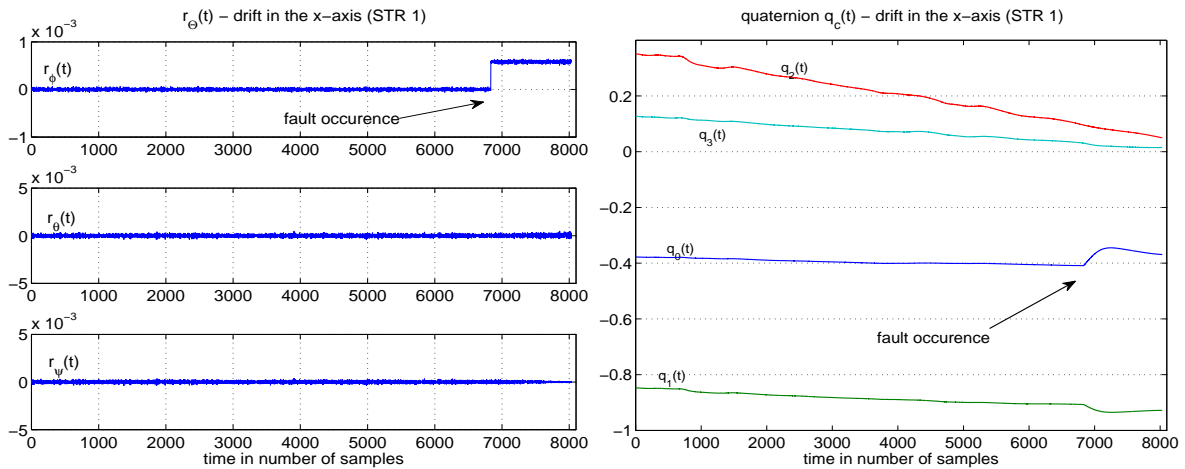 r_Θ(t) – drift in the x–axis (STR 1)
x 10^−3
1
0
−1
r_ϕ(t)
fault occurence
0 1000 2000 3000 4000 5000 6000 7000 8000
x 10^−3
5
0
−5
r_θ(t)
0 1000 2000 3000 4000 5000 6000 7000 8000
x 10^−3
5
0
−5
r_ψ(t)
0 1000 2000 3000 4000 5000 6000 7000 8000
time in number of samples
quaternion q_c(t) – drift in the x–axis (STR 1)
0.2
0
−0.2
−0.4
−0.6
−0.8
−1
q_2(t)
q_3(t)
q_0(t)
fault occurence
q_1(t)
0 1000 2000 3000 4000 5000 6000 7000 8000
time in number of samples